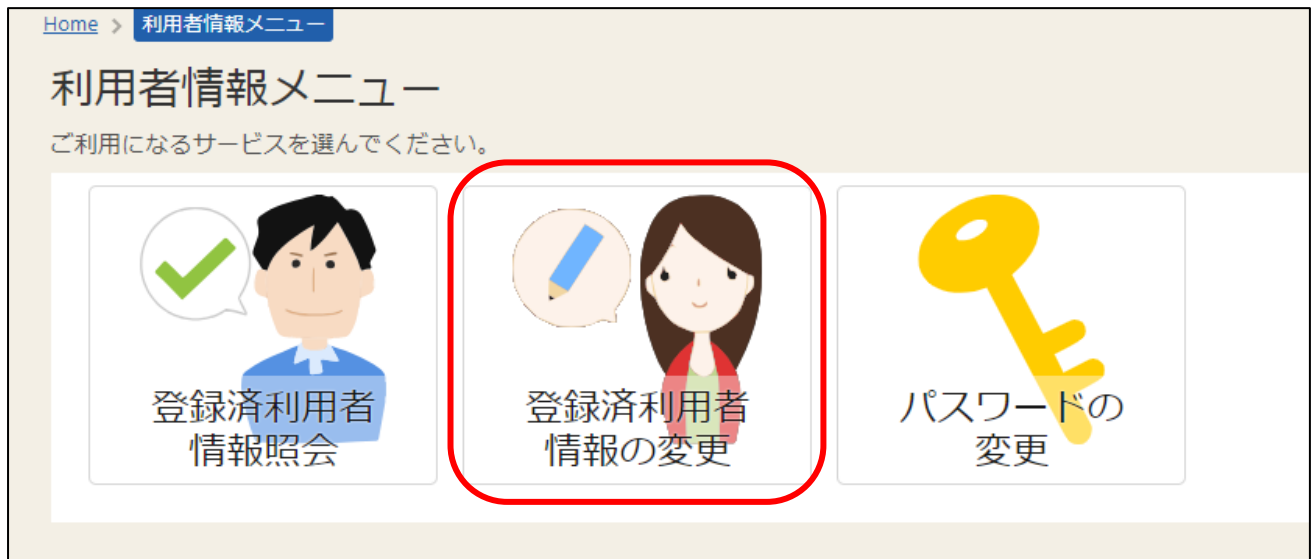 Home > 利用者情報メニュー
利用者情報メニュー
ご利用になるサービスを選んでください。
登録済利用者
情報照会
登録済利用者
情報の変更
パスワードの
変更